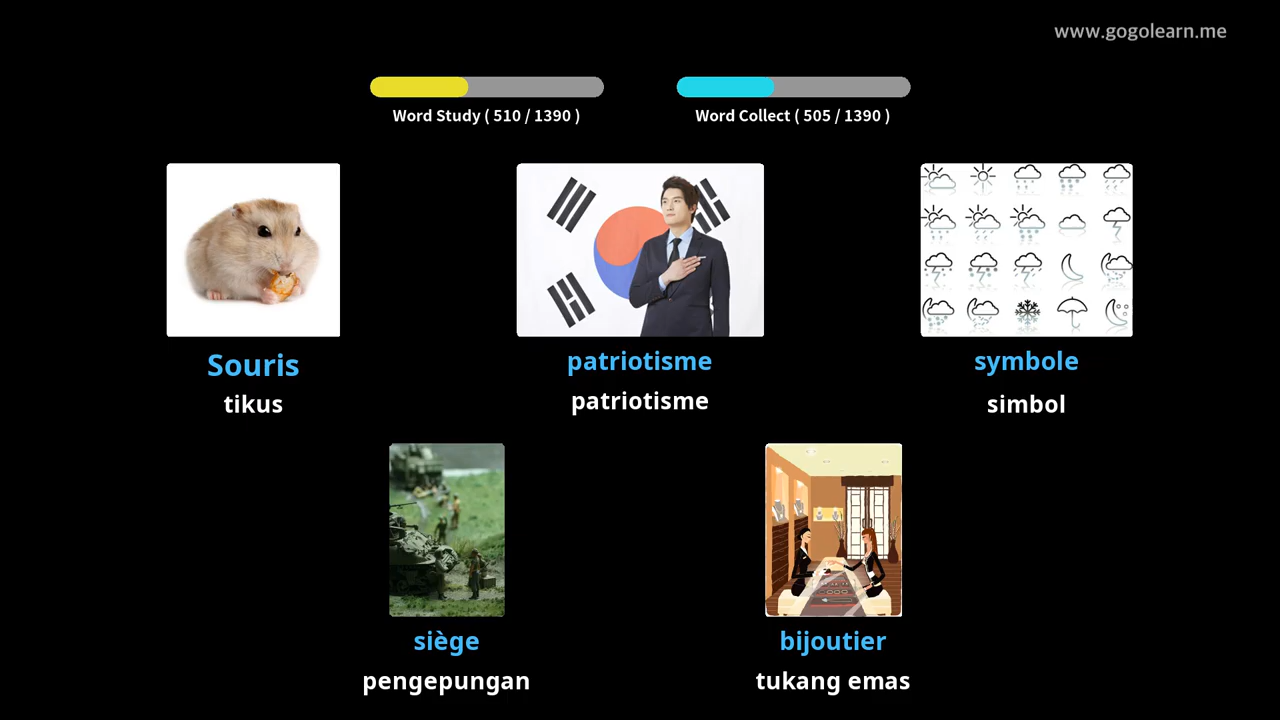 www.gogolearn.me
Word Study ( 510 / 1390 )
Word Collect ( 505 / 1390 )
Souris
tikus
patriotisme
patriotisme
symbole
simbol
siège
pengepungan
bijoutier
tukang emas